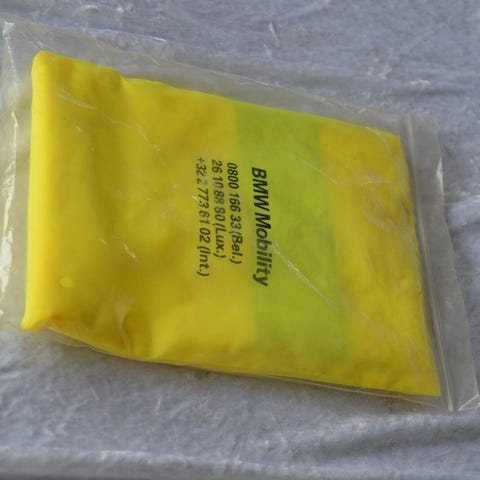 BMW Mobility
0800 166 33 (Bel.)
26 10 88 80 (Lux.)
+32 2 773 61 02 (Int.)